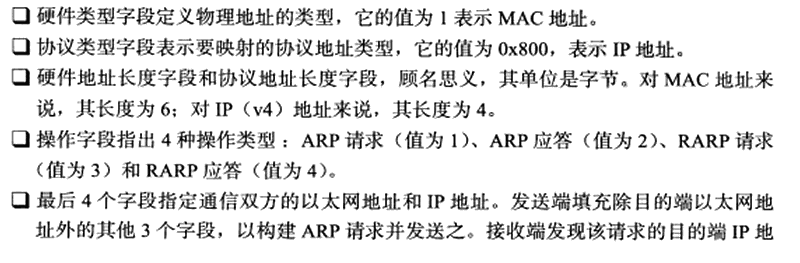 ❑ 硬件类型字段定义物理地址的类型，它的值为 1 表示 MAC 地址。
❑ 协议类型字段表示要映射的协议地址类型，它的值为 0x800，表示 IP 地址。
❑ 硬件地址长度字段和协议地址长度字段，顾名思义，其单位是字节。对 MAC 地址来
说，其长度为 6；对 IP（v4）地址来说，其长度为 4。
❑ 操作字段指出 4 种操作类型：ARP 请求（值为 1）、ARP 应答（值为 2）、RARP 请求
（值为 3）和 RARP 应答（值为 4）。
❑ 最后 4 个字段指定通信双方的以太网地址和 IP 地址。发送端填充除目的端以太网地
址外的其他 3 个字段，以构建 ARP 请求并发送之。接收端发现该请求的目的端 IP 地